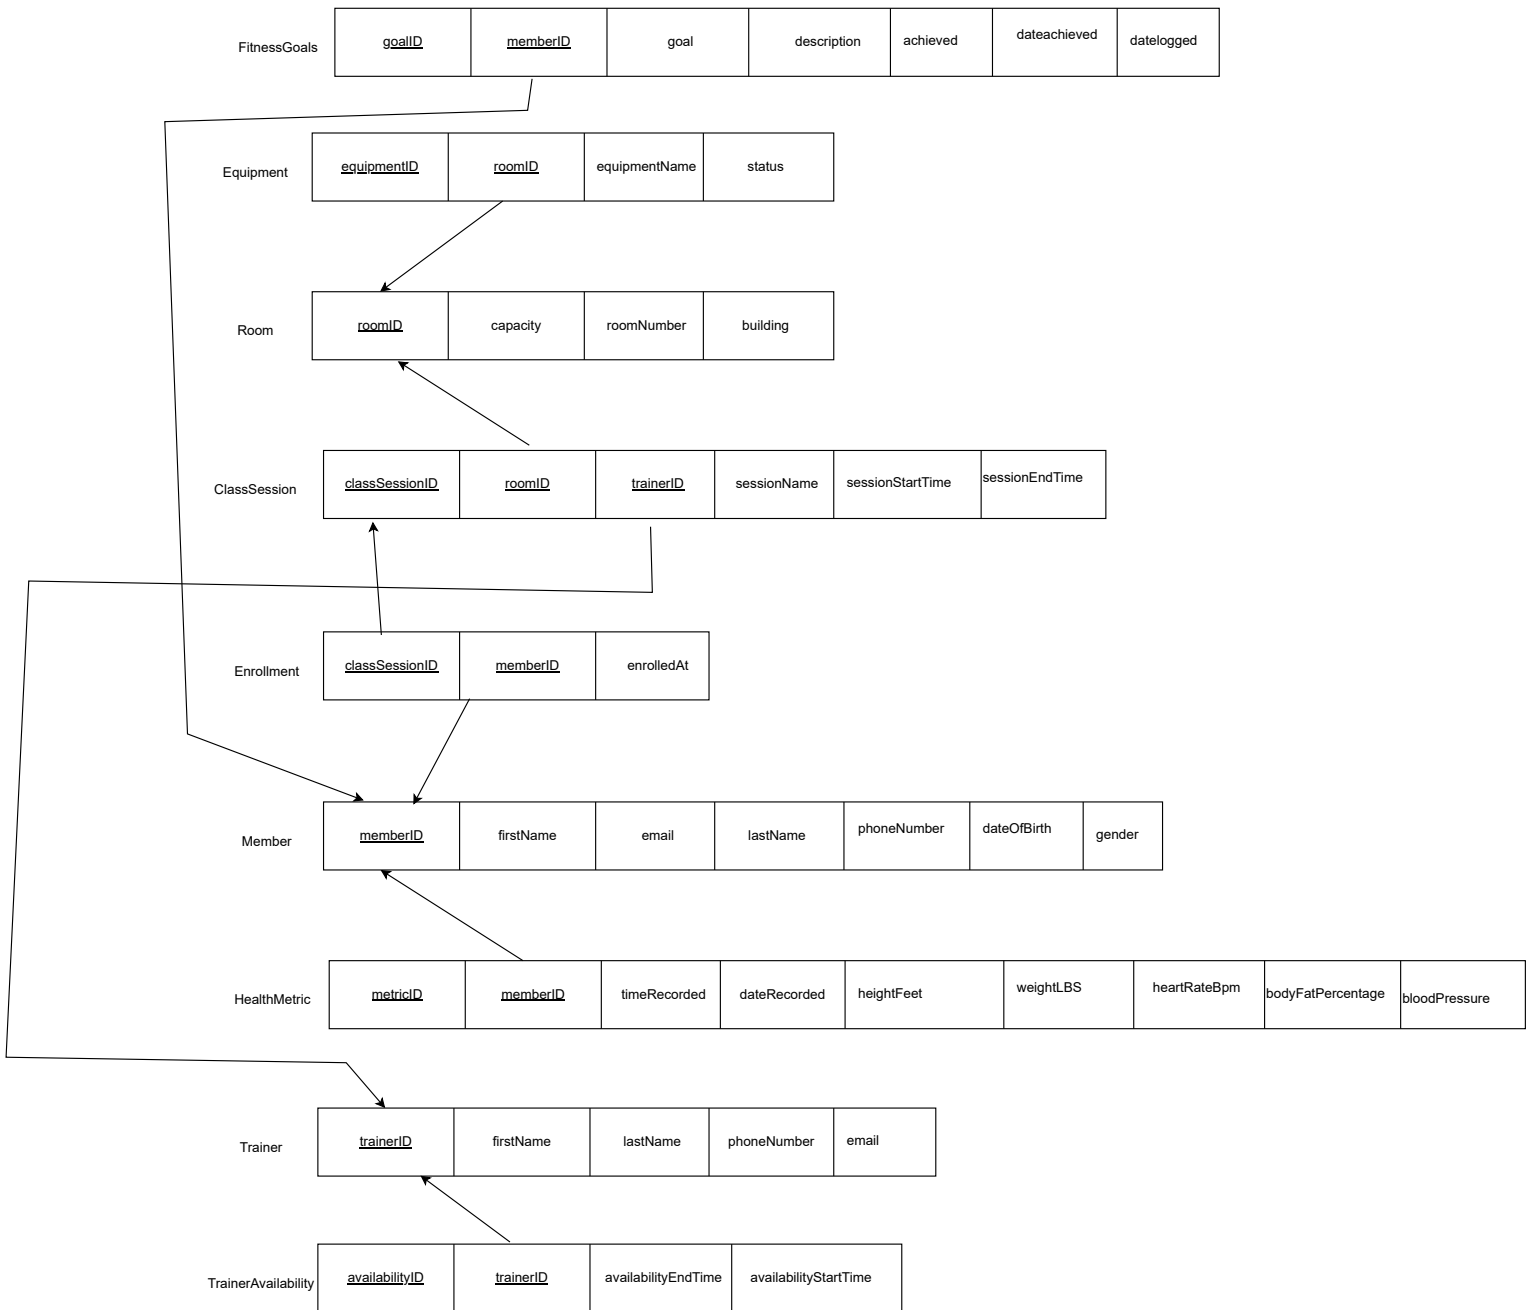 FitnessGoals goalID memberID goal description achieved dateachieved datelogged
Equipment equipmentID roomID equipmentName status
Room roomID capacity roomNumber building
ClassSession classSessionID roomID trainerID sessionName sessionStartTime sessionEndTime
Enrollment classSessionID memberID enrolledAt
Member memberID firstName email lastName phoneNumber dateOfBirth gender
HealthMetric metricID memberID timeRecorded dateRecorded heightFeet weightLBS heartRateBpm bodyFatPercentage bloodPressure
Trainer trainerID firstName lastName phoneNumber email
TrainerAvailability availabilityID trainerID availabilityEndTime availabilityStartTime